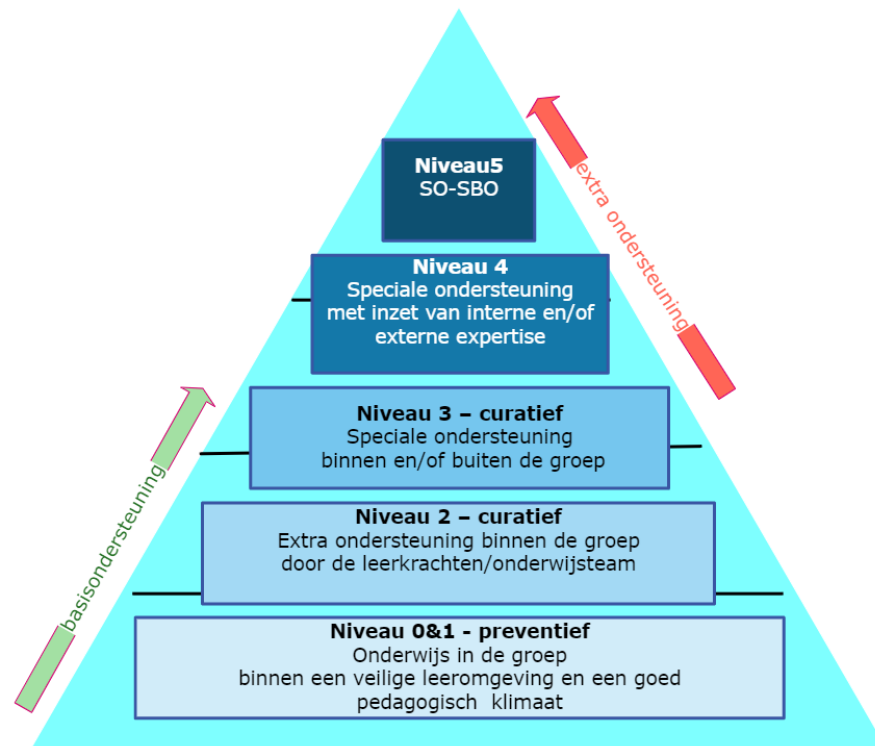 Niveau5
SO-SBO
extra ondersteuning
Niveau 4
Speciale ondersteuning
met inzet van interne en/of
externe expertise
Niveau 3 – curatief
Speciale ondersteuning
binnen en/of buiten de groep
basisondersteuning
Niveau 2 – curatief
Extra ondersteuning binnen de groep
door de leerkrachten/onderwijsteam
Niveau 0&1 - preventief
Onderwijs in de groep
binnen een veilige leeromgeving en een goed
pedagogisch  klimaat